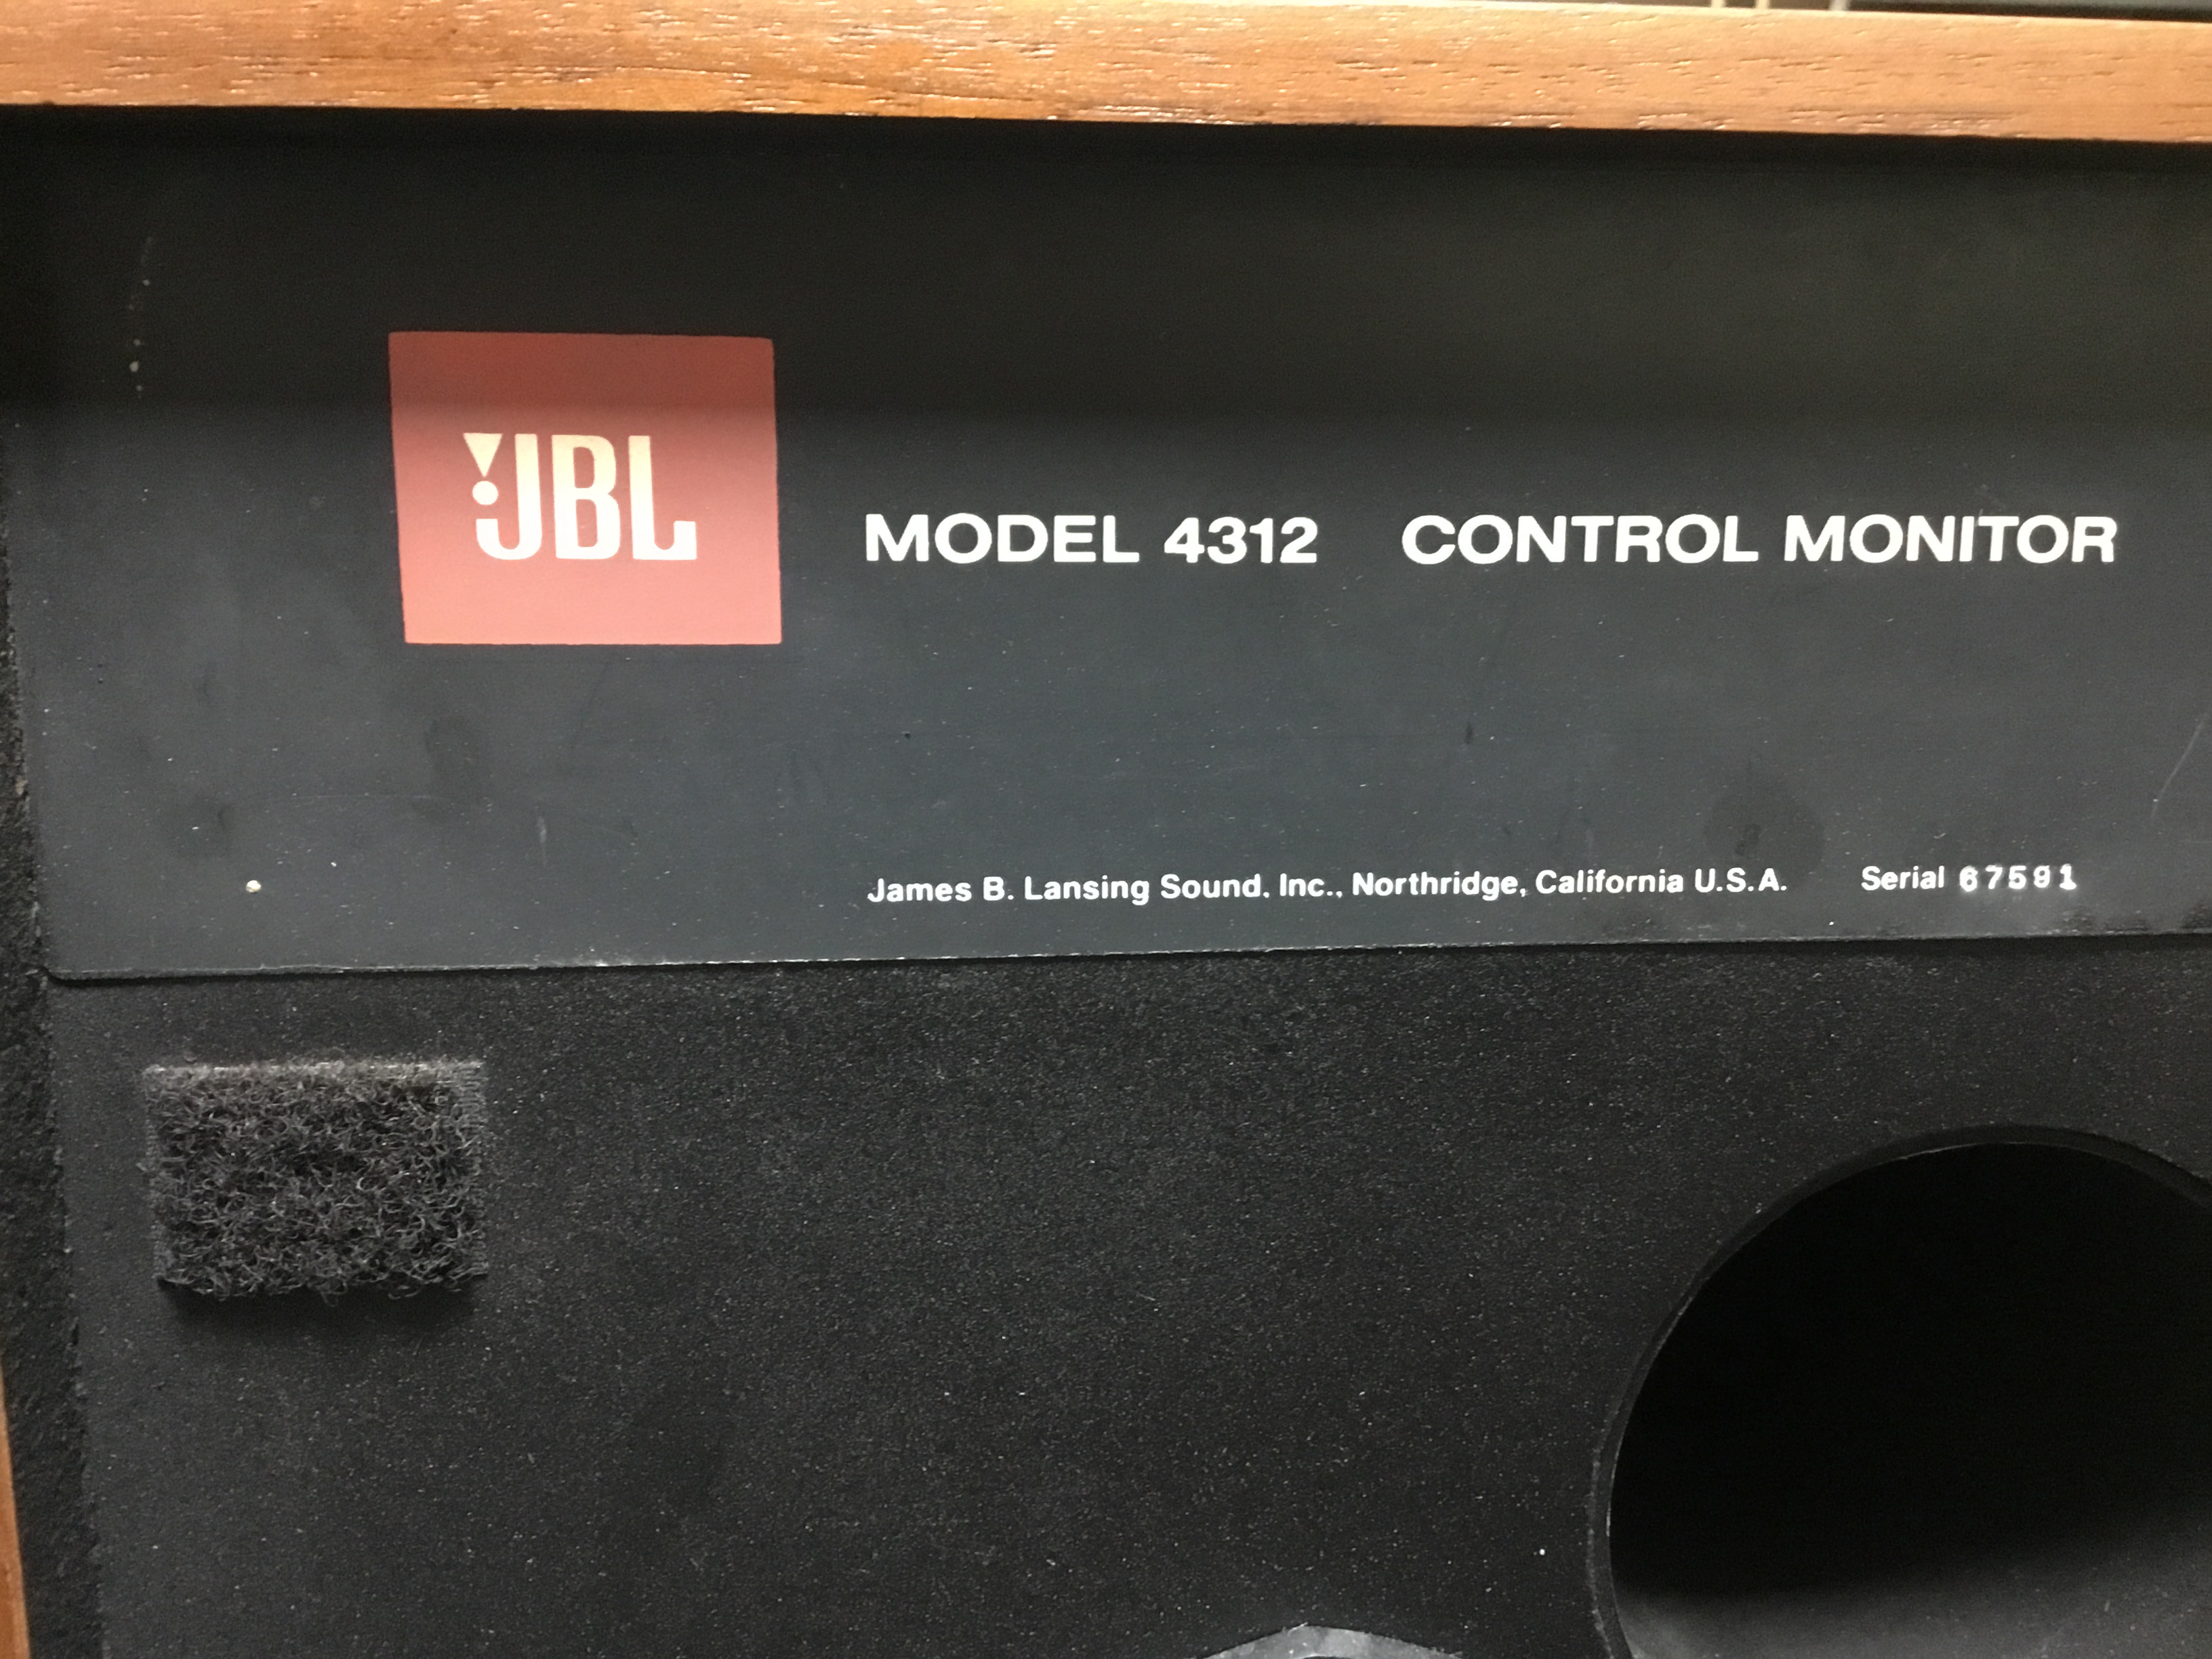 JBL
MODEL 4312 CONTROL MONITOR
James B. Lansing Sound. Inc., Northridge, California U.S.A. Serial 67591